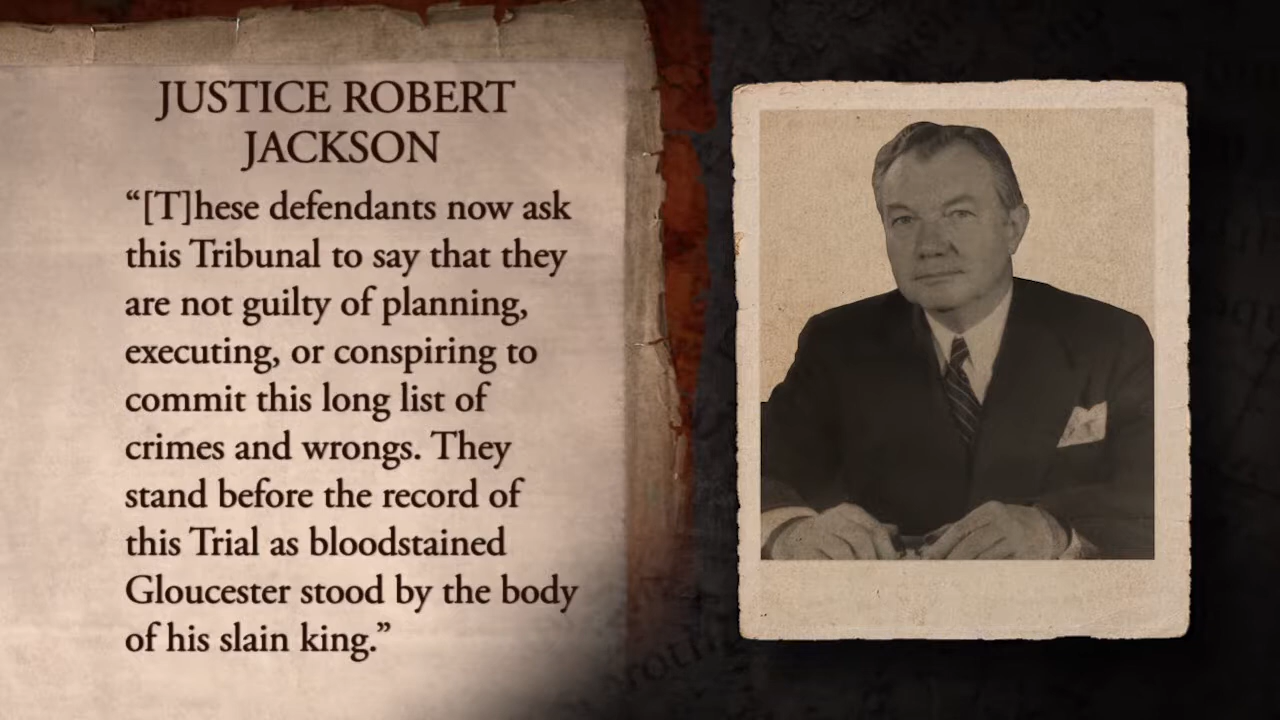 JUSTICE ROBERT
JACKSON
“[T]hese defendants now ask
this Tribunal to say that they
are not guilty of planning,
executing, or conspiring to
commit this long list of
crimes and wrongs. They
stand before the record of
this Trial as bloodstained
Gloucester stood by the body
of his slain king.”